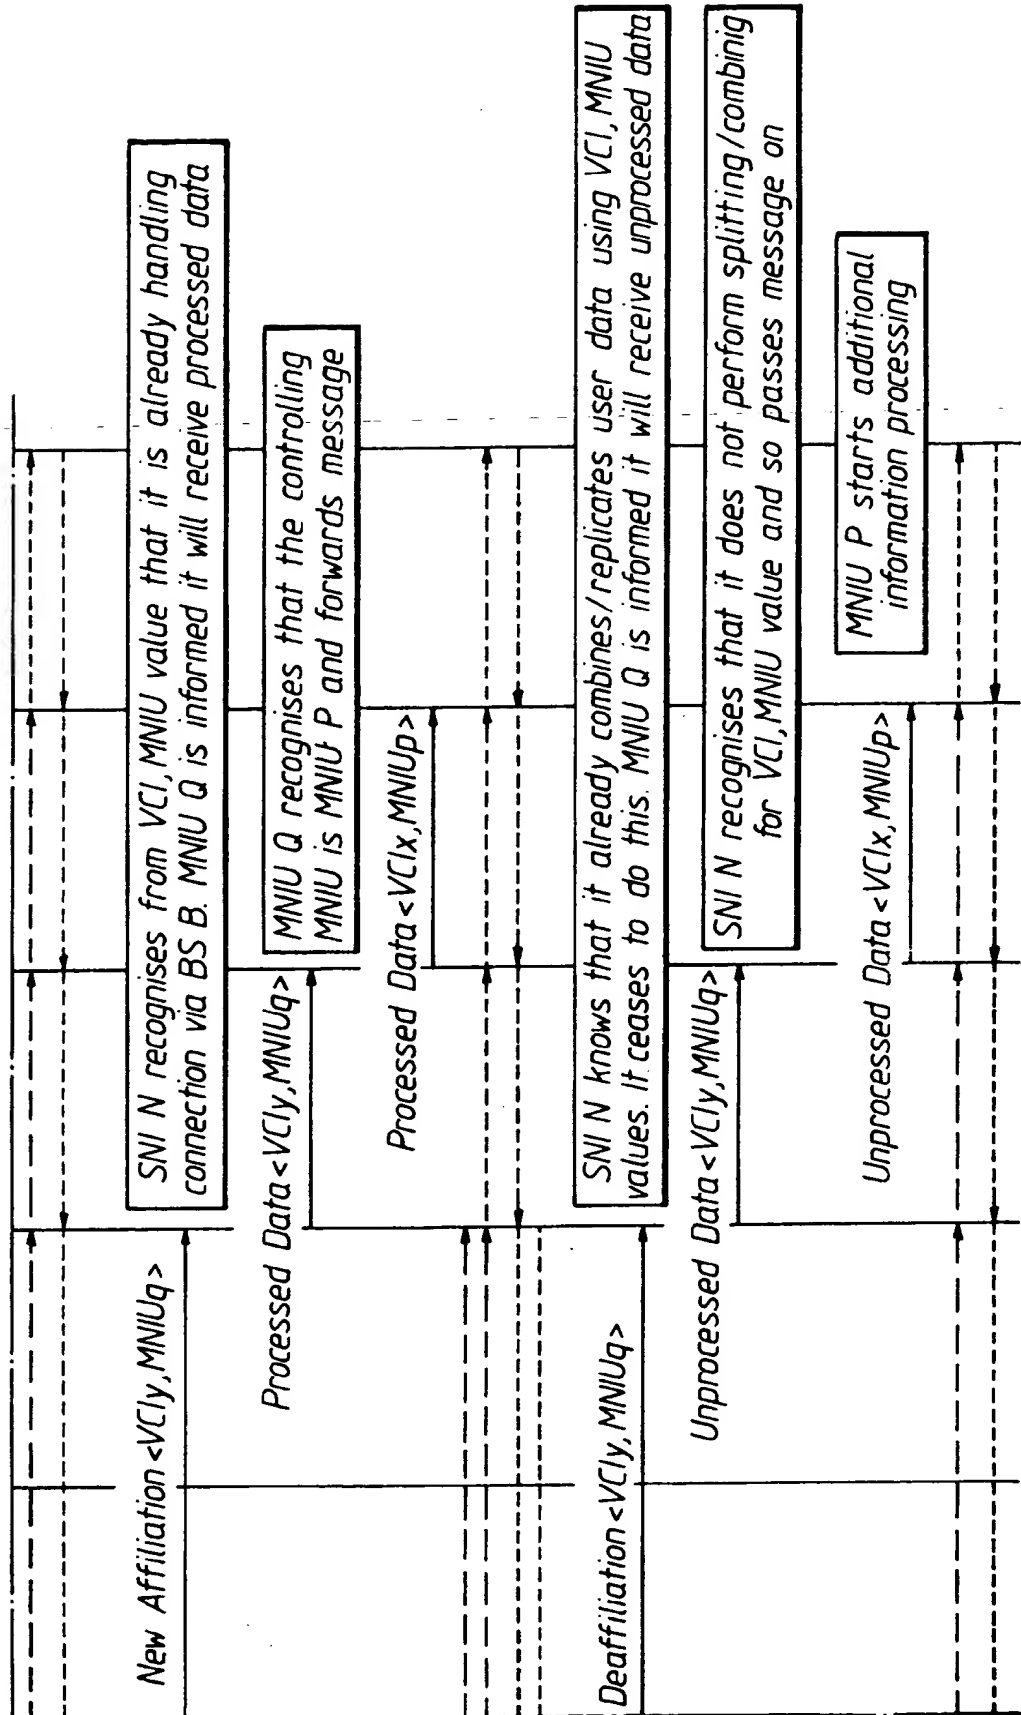 New Affiliation<VCIy,MNIUq>
SNI N recognises from VCI,MNIU value that it is already handling
connection via BS B. MNIU Q is informed it will receive processed data
Processed Data<VCIy,MNIUq>
MNIU Q recognises that the controlling
MNIU is MNIU P and forwards message
Processed Data<VCIx,MNIUp>
Deaffiliation<VCIy,MNIUq>
SNI N knows that it already combines/replicates user data using VCI,MNIU
values. It ceases to do this. MNIU Q is informed it will receive unprocessed data
Unprocessed Data<VCIy,MNIUq>
SNI N recognises that it does not perform splitting/combinig
for VCI,MNIU value and so passes message on
Unprocessed Data<VCIx,MNIUp>
MNIU P starts additional
information processing